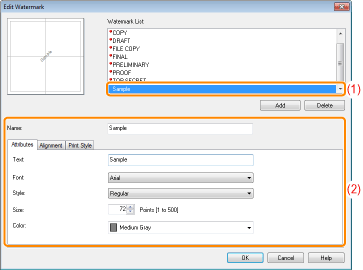 Edit Watermark
Watermark List
COPY
DRAFT
FILE COPY
FINAL
PRELIMINARY
PROOF
TOP SECRET
Sample
(1)
Sample
Add Delete
Name: Sample
Attributes Alignment Print Style
Text Sample
Font Arial
Style: Regular
(2)
Size: 72 Points [1 to 500]
Color: Medium Gray
OK Cancel Help